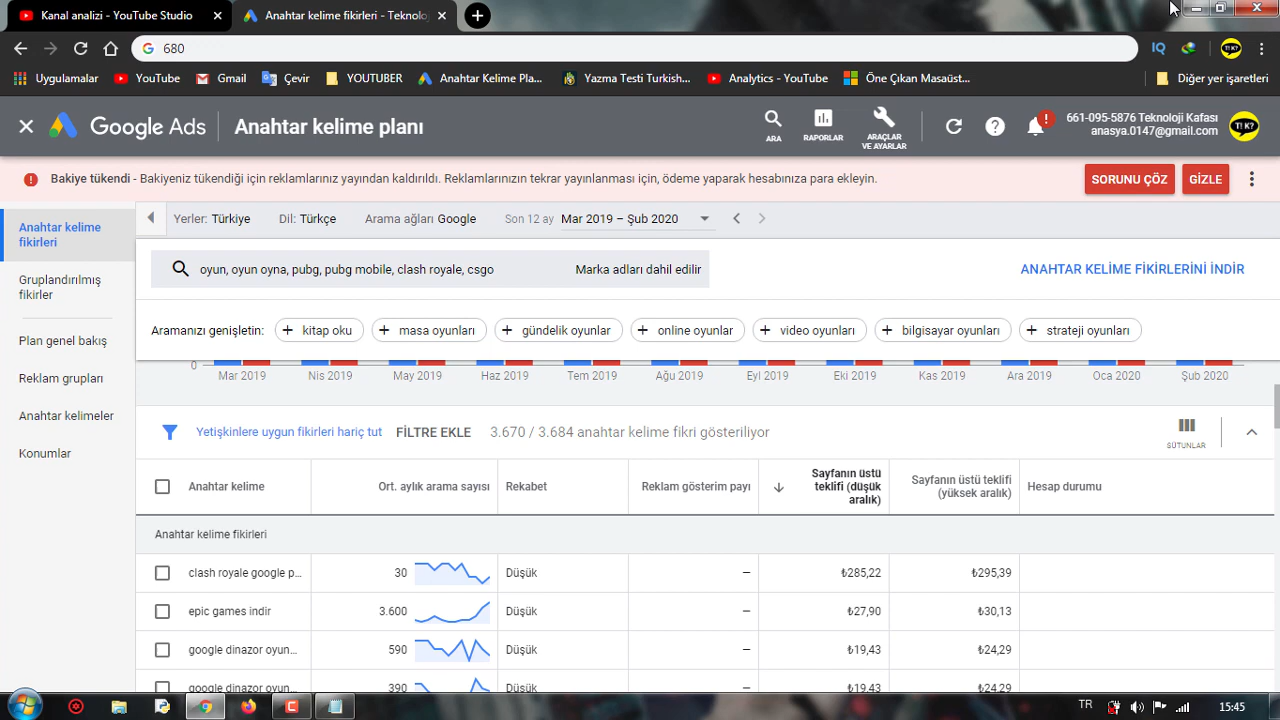 Kanal analizi - YouTube Studio
Anahtar kelime fikirleri - Teknoloj
680
Uygulamalar YouTube Gmail Çevir YOUTUBER Anahtar Kelime Pla... Yazma Testi Turkish... Analytics - YouTube Öne Çıkan Masaüst... Diğer yer işaretleri
Google Ads Anahtar kelime planı
ARA
RAPORLAR
ARAÇLAR
VE AYARLAR
661-095-5876 Teknoloji Kafası
anasya.0147@gmail.com
T! K?
Bakiye tükendi - Bakiyeniz tükendiği için reklamlarınız yayından kaldırıldı. Reklamlarınızın tekrar yayınlanması için, ödeme yaparak hesabınıza para ekleyin.
SORUNU ÇÖZ GİZLE
Anahtar kelime
fikirleri
Gruplandırılmış
fikirler
Plan genel bakış
Reklam grupları
Anahtar kelimeler
Konumlar
Yerler: Türkiye Dil: Türkçe Arama ağları Google Son 12 ay Mar 2019 – Şub 2020
oyun, oyun oyna, pubg, pubg mobile, clash royale, csgo Marka adları dahil edilir
ANAHTAR KELİME FİKİRLERİNİ İNDİR
Aramanızı genişletin: + kitap oku + masa oyunları + gündelik oyunlar + online oyunlar + video oyunları + bilgisayar oyunları + strateji oyunları
0
Mar 2019 Nis 2019 May 2019 Haz 2019 Tem 2019 Ağu 2019 Eyl 2019 Eki 2019 Kas 2019 Ara 2019 Oca 2020 Şub 2020
Yetişkinlere uygun fikirleri hariç tut FİLTRE EKLE 3.670 / 3.684 anahtar kelime fikri gösteriliyor
SÜTUNLAR
Anahtar kelime Ort. aylık arama sayısı Rekabet Reklam gösterim payı
Sayfanın üstü
teklifi (düşük
aralık)
Sayfanın üstü teklifi
(yüksek aralık)
Hesap durumu
Anahtar kelime fikirleri
clash royale google p... 30 Düşük – ₺285,22 ₺295,39
epic games indir 3.600 Düşük – ₺27,90 ₺30,13
google dinazor oyun... 590 Düşük – ₺19,43 ₺24,29
google dinazor oyun... 390 Düşük – ₺19,43 ₺24,29
TR 15:45